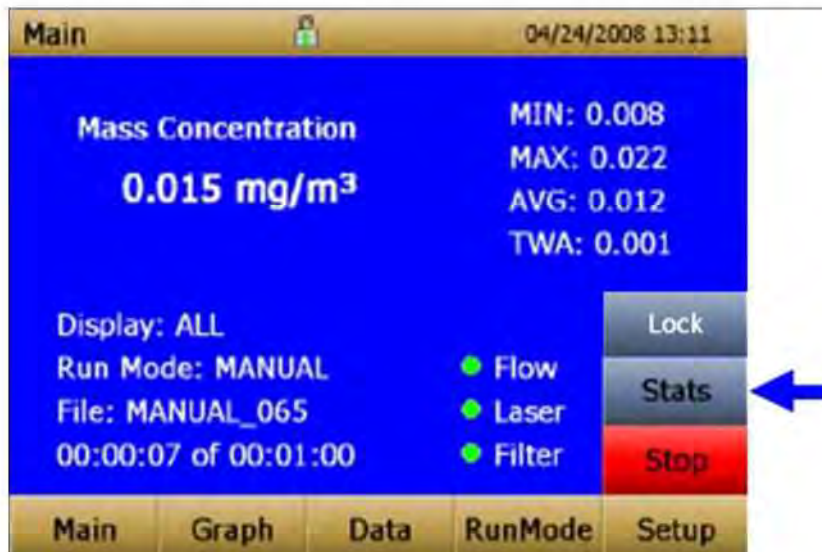 Main 04/24/2008 13:11
Mass Concentration
0.015 mg/m³
MIN: 0.008
MAX: 0.022
AVG: 0.012
TWA: 0.001
Display: ALL
Run Mode: MANUAL
File: MANUAL_065
00:00:07 of 00:01:00
Flow
Laser
Filter
Lock
Stats
Stop
Main Graph Data RunMode Setup